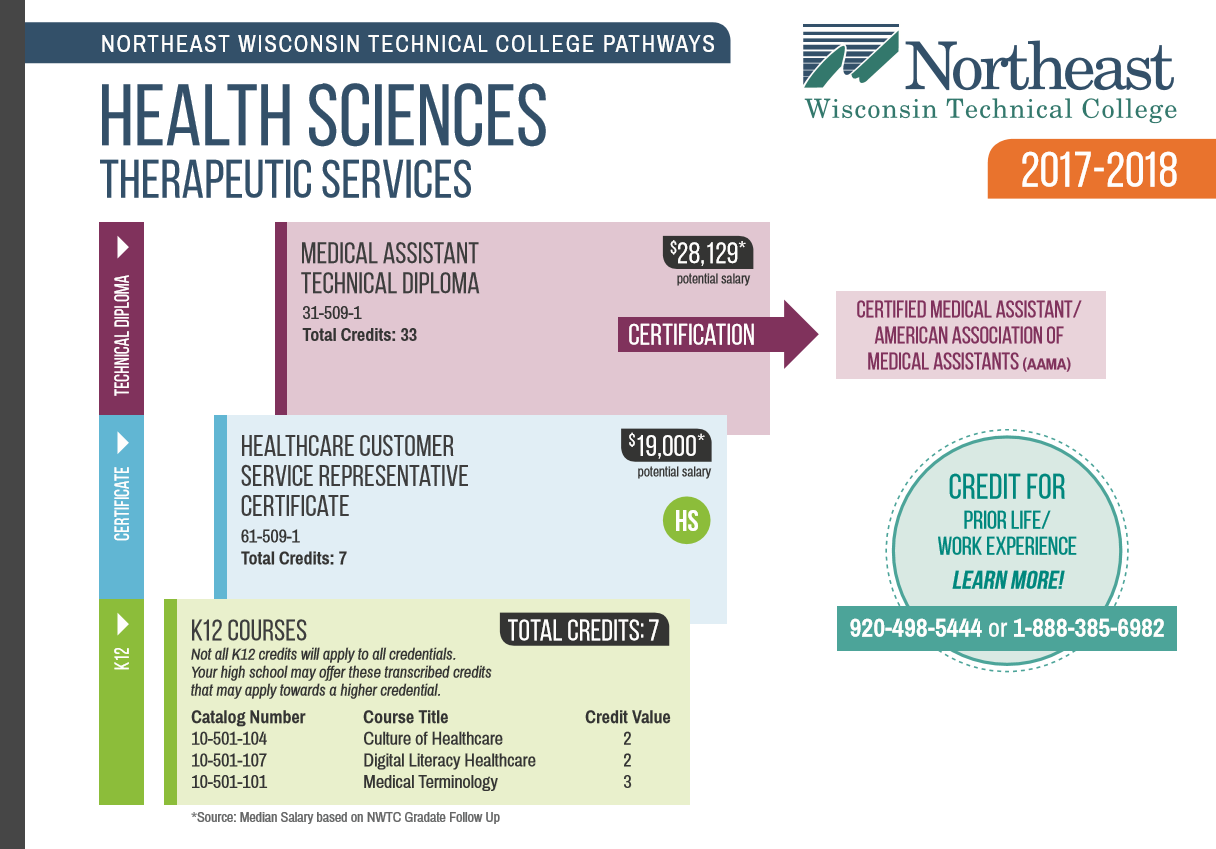 NORTHEAST WISCONSIN TECHNICAL COLLEGE PATHWAYS
Northeast
Wisconsin Technical College
HEALTH SCIENCES
THERAPEUTIC SERVICES
2017-2018
TECHNICAL DIPLOMA
MEDICAL ASSISTANT
TECHNICAL DIPLOMA
31-509-1
Total Credits: 33
$28,129*
potential salary
CERTIFICATION
CERTIFIED MEDICAL ASSISTANT/
AMERICAN ASSOCIATION OF
MEDICAL ASSISTANTS (AAMA)
CERTIFICATE
HEALTHCARE CUSTOMER
SERVICE REPRESENTATIVE
CERTIFICATE
61-509-1
Total Credits: 7
$19,000*
potential salary
HS
CREDIT FOR
PRIOR LIFE/
WORK EXPERIENCE
LEARN MORE!
920-498-5444 or 1-888-385-6982
K12
K12 COURSES
TOTAL CREDITS: 7
Not all K12 credits will apply to all credentials.
Your high school may offer these transcribed credits
that may apply towards a higher credential.
Catalog Number Course Title Credit Value
10-501-104 Culture of Healthcare 2
10-501-107 Digital Literacy Healthcare 2
10-501-101 Medical Terminology 3
*Source: Median Salary based on NWTC Gradate Follow Up